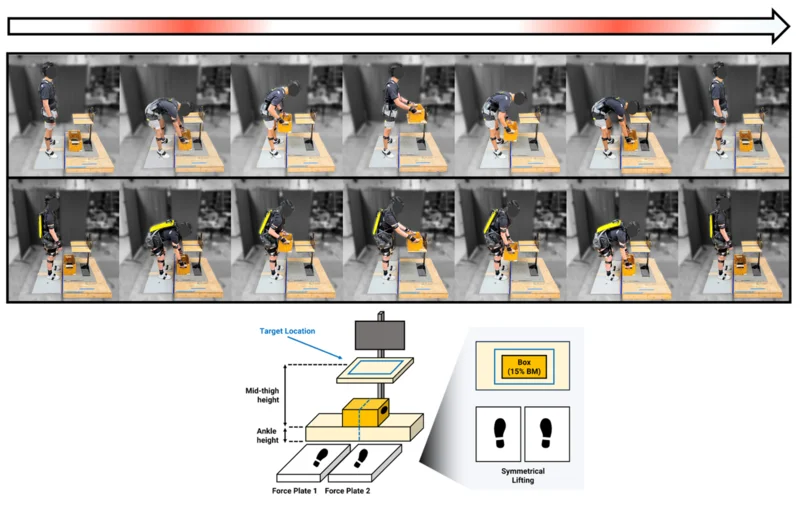 Target Location
Mid-thigh
height
Ankle
height
Force Plate 1 Force Plate 2
Box
(15% BM)
Symmetrical
Lifting